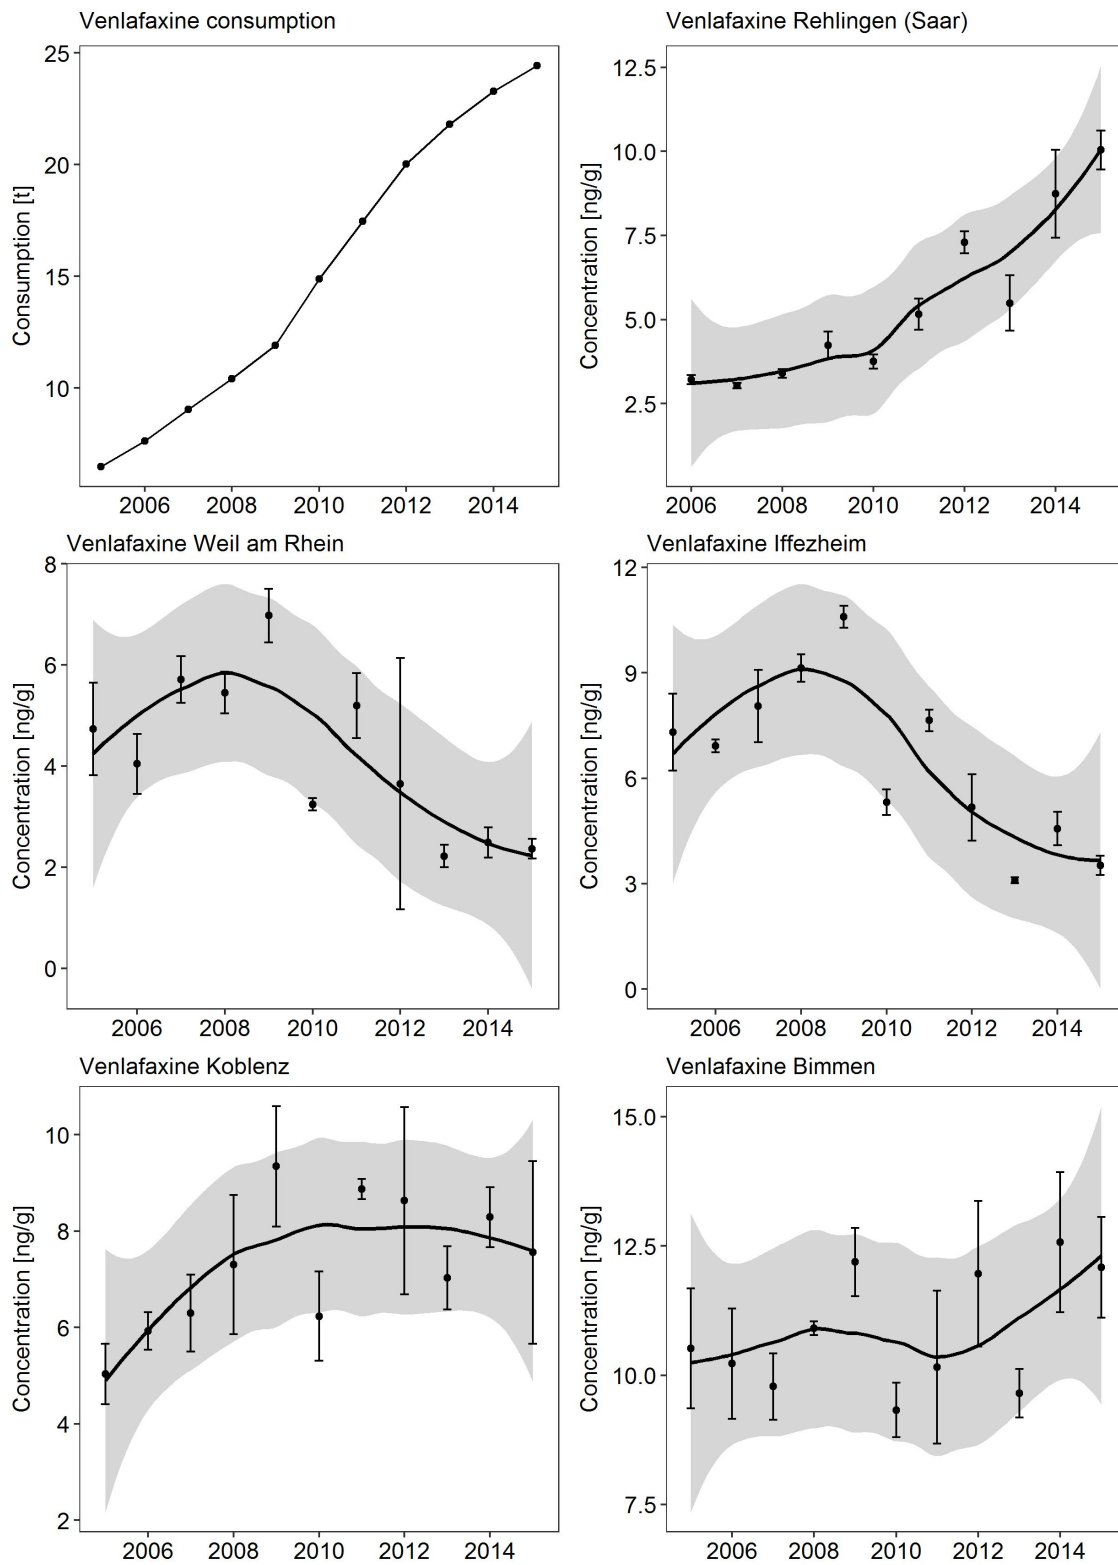 Venlafaxine consumption
Consumption [t]
25
20
15
10
2006 2008 2010 2012 2014
Venlafaxine Rehlingen (Saar)
Concentration [ng/g]
12.5
10.0
7.5
5.0
2.5
2006 2008 2010 2012 2014
Venlafaxine Weil am Rhein
Concentration [ng/g]
8
6
4
2
0
2006 2008 2010 2012 2014
Venlafaxine Iffezheim
Concentration [ng/g]
12
9
6
3
0
2006 2008 2010 2012 2014
Venlafaxine Koblenz
Concentration [ng/g]
10
8
6
4
2
2006 2008 2010 2012 2014
Venlafaxine Bimmen
Concentration [ng/g]
15.0
12.5
10.0
7.5
2006 2008 2010 2012 2014